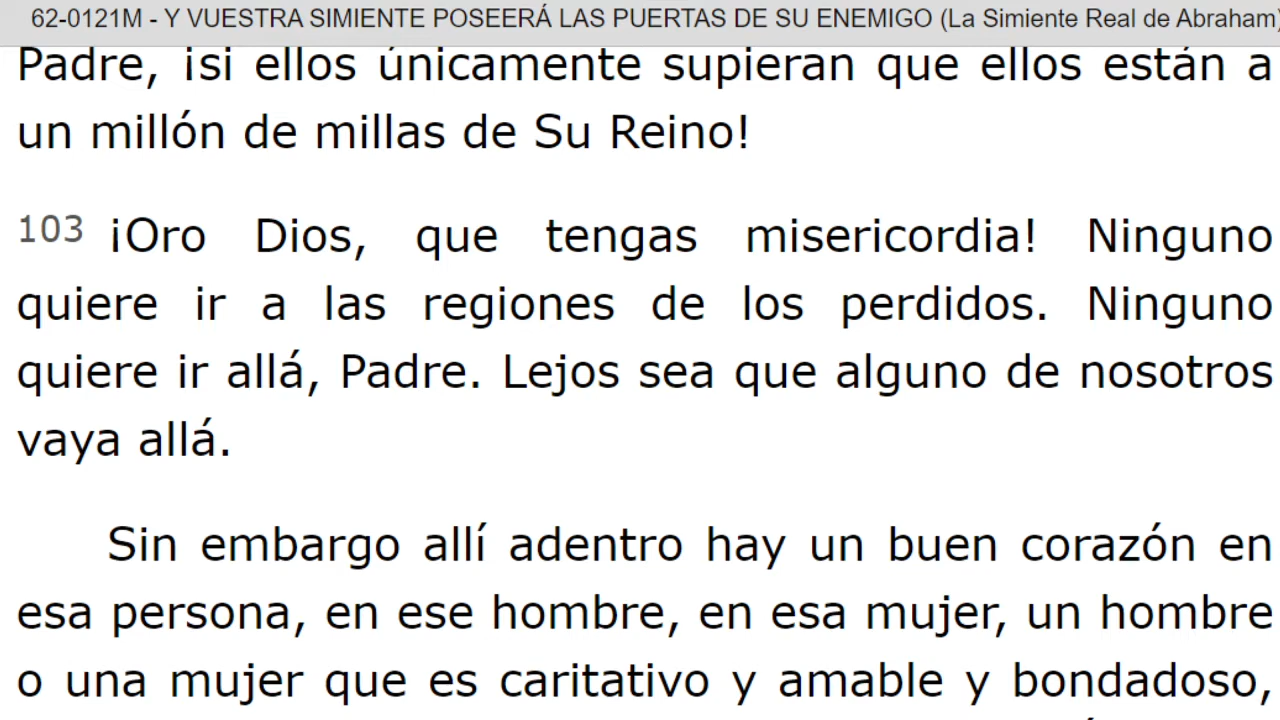 62-0121M - Y VUESTRA SIMIENTE POSEERÁ LAS PUERTAS DE SU ENEMIGO (La Simiente Real de Abraham)
Padre, ¡si ellos únicamente supieran que ellos están a
un millón de millas de Su Reino!
103 ¡Oro Dios, que tengas misericordia! Ninguno
quiere ir a las regiones de los perdidos. Ninguno
quiere ir allá, Padre. Lejos sea que alguno de nosotros
vaya allá.
Sin embargo allí adentro hay un buen corazón en
esa persona, en ese hombre, en esa mujer, un hombre
o una mujer que es caritativo y amable y bondadoso,